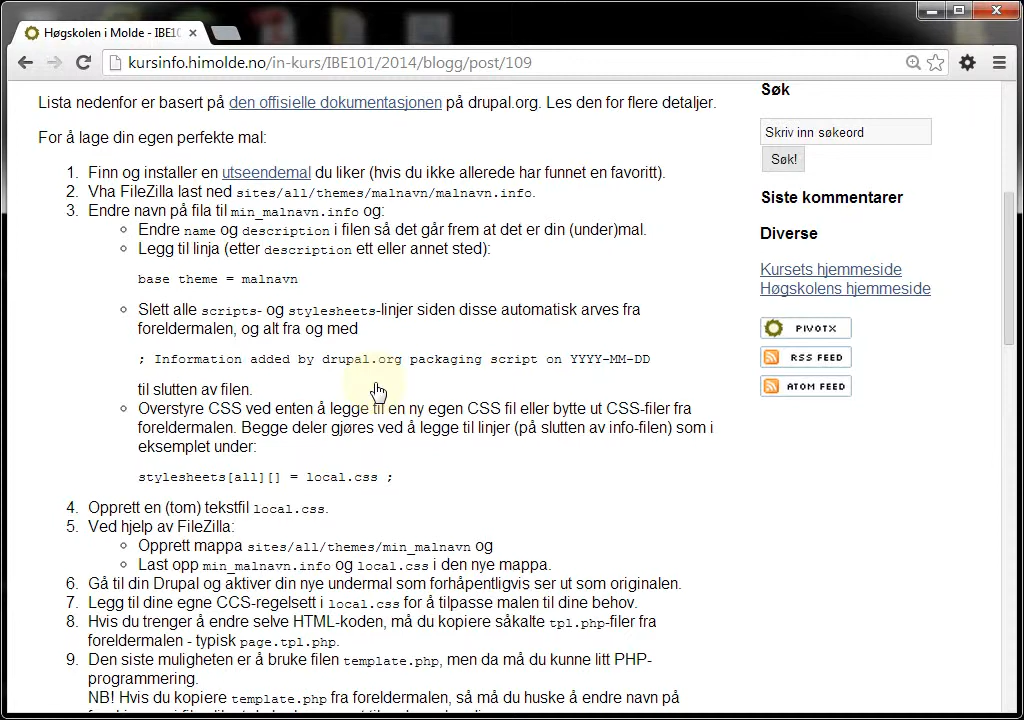 Høgskolen i Molde - IBE10
kursinfo.himolde.no/in-kurs/IBE101/2014/blogg/post/109
Lista nedenfor er basert på den offisielle dokumentasjonen på drupal.org. Les den for flere detaljer.
For å lage din egen perfekte mal:
1. Finn og installer en utseendemal du liker (hvis du ikke allerede har funnet en favoritt).
2. Vha FileZilla last ned sites/all/themes/malnavn/malnavn.info.
3. Endre navn på fila til min_malnavn.info og:
Endre name og description i filen så det går frem at det er din (under)mal.
Legg til linja (etter description ett eller annet sted):
base theme = malnavn
Slett alle scripts- og stylesheets-linjer siden disse automatisk arves fra
foreldermalen, og alt fra og med
; Information added by drupal.org packaging script on YYYY-MM-DD
til slutten av filen.
Overstyre CSS ved enten å legge til en ny egen CSS fil eller bytte ut CSS-filer fra
foreldermalen. Begge deler gjøres ved å legge til linjer (på slutten av info-filen) som i
eksemplet under:
stylesheets[all][] = local.css ;
4. Opprett en (tom) tekstfil local.css.
5. Ved hjelp av FileZilla:
Opprett mappa sites/all/themes/min_malnavn og
Last opp min_malnavn.info og local.css i den nye mappa.
6. Gå til din Drupal og aktiver din nye undermal som forhåpentligvis ser ut som originalen.
7. Legg til dine egne CCS-regelsett i local.css for å tilpasse malen til dine behov.
8. Hvis du trenger å endre selve HTML-koden, må du kopiere såkalte tpl.php-filer fra
foreldermalen - typisk page.tpl.php.
9. Den siste muligheten er å bruke filen template.php, men da må du kunne litt PHP-
programmering.
NB! Hvis du kopiere template.php fra foreldermalen, så må du huske å endre navn på
Søk
Skriv inn søkeord
Søk!
Siste kommentarer
Diverse
Kursets hjemmeside
Høgskolens hjemmeside
PIVOTX
RSS FEED
ATOM FEED